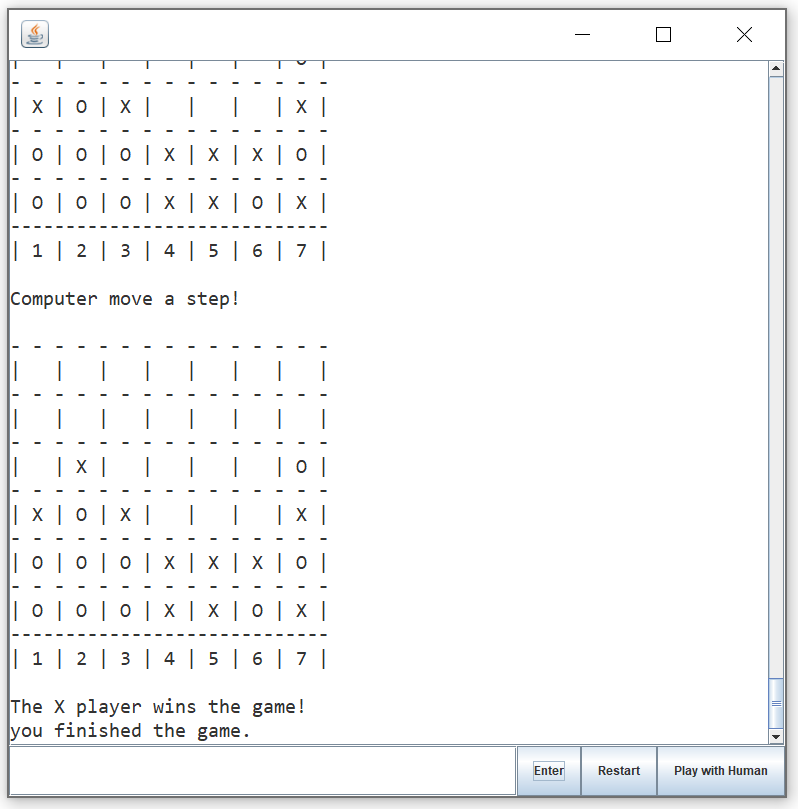 |   |   |   |   |   |   | O |
- - - - - - - - - - - - - - -
| X | O | X |   |   |   | X |
- - - - - - - - - - - - - - -
| O | O | O | X | X | X | O |
- - - - - - - - - - - - - - -
| O | O | O | X | X | O | X |
-----------------------------
| 1 | 2 | 3 | 4 | 5 | 6 | 7 |
Computer move a step!
- - - - - - - - - - - - - - -
|   |   |   |   |   |   |   |
- - - - - - - - - - - - - - -
|   |   |   |   |   |   |   |
- - - - - - - - - - - - - - -
|   | X |   |   |   |   | O |
- - - - - - - - - - - - - - -
| X | O | X |   |   |   | X |
- - - - - - - - - - - - - - -
| O | O | O | X | X | X | O |
- - - - - - - - - - - - - - -
| O | O | O | X | X | O | X |
-----------------------------
| 1 | 2 | 3 | 4 | 5 | 6 | 7 |
The X player wins the game!
you finished the game.
Enter Restart Play with Human